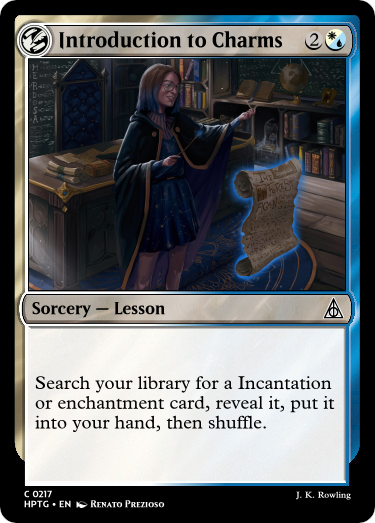 Introduction to Charms 2
Sorcery — Lesson
Search your library for a Incantation
or enchantment card, reveal it, put it
into your hand, then shuffle.
C 0217
HPTG • EN Renato Prezioso
J. K. Rowling